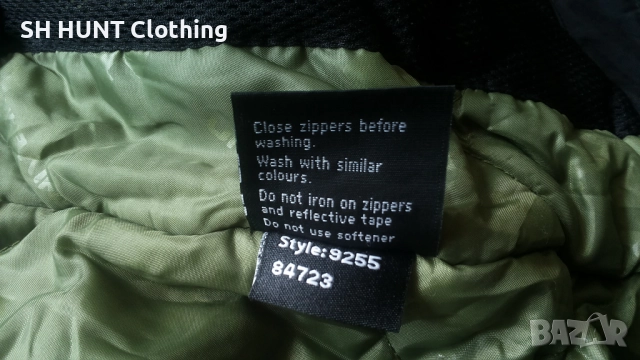 SH HUNT Clothing
Close zippers before
washing.
Wash with similar
colours.
Do not iron on zippers
and reflective tape
Do not use softener
Style: 9255
84723
BAZAR